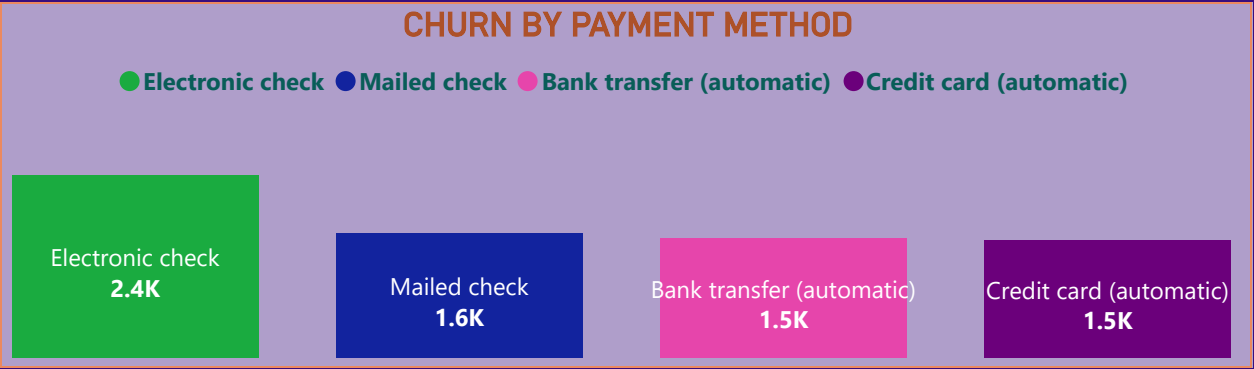 CHURN BY PAYMENT METHOD
Electronic check Mailed check Bank transfer (automatic) Credit card (automatic)
Electronic check
2.4K
Mailed check
1.6K
Bank transfer (automatic)
1.5K
Credit card (automatic)
1.5K